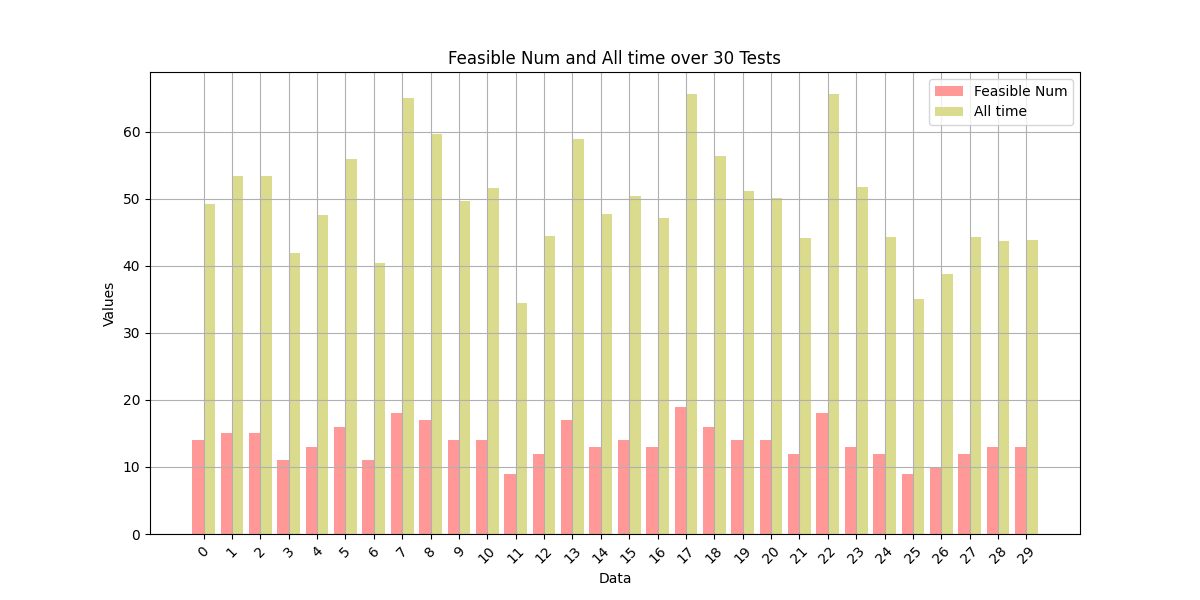 Feasible Num and All time over 30 Tests
Feasible Num
All time
Values
60
50
40
30
20
10
0
0 1 2 3 4 5 6 7 8 9 10 11 12 13 14 15 16 17 18 19 20 21 22 23 24 25 26 27 28 29
Data